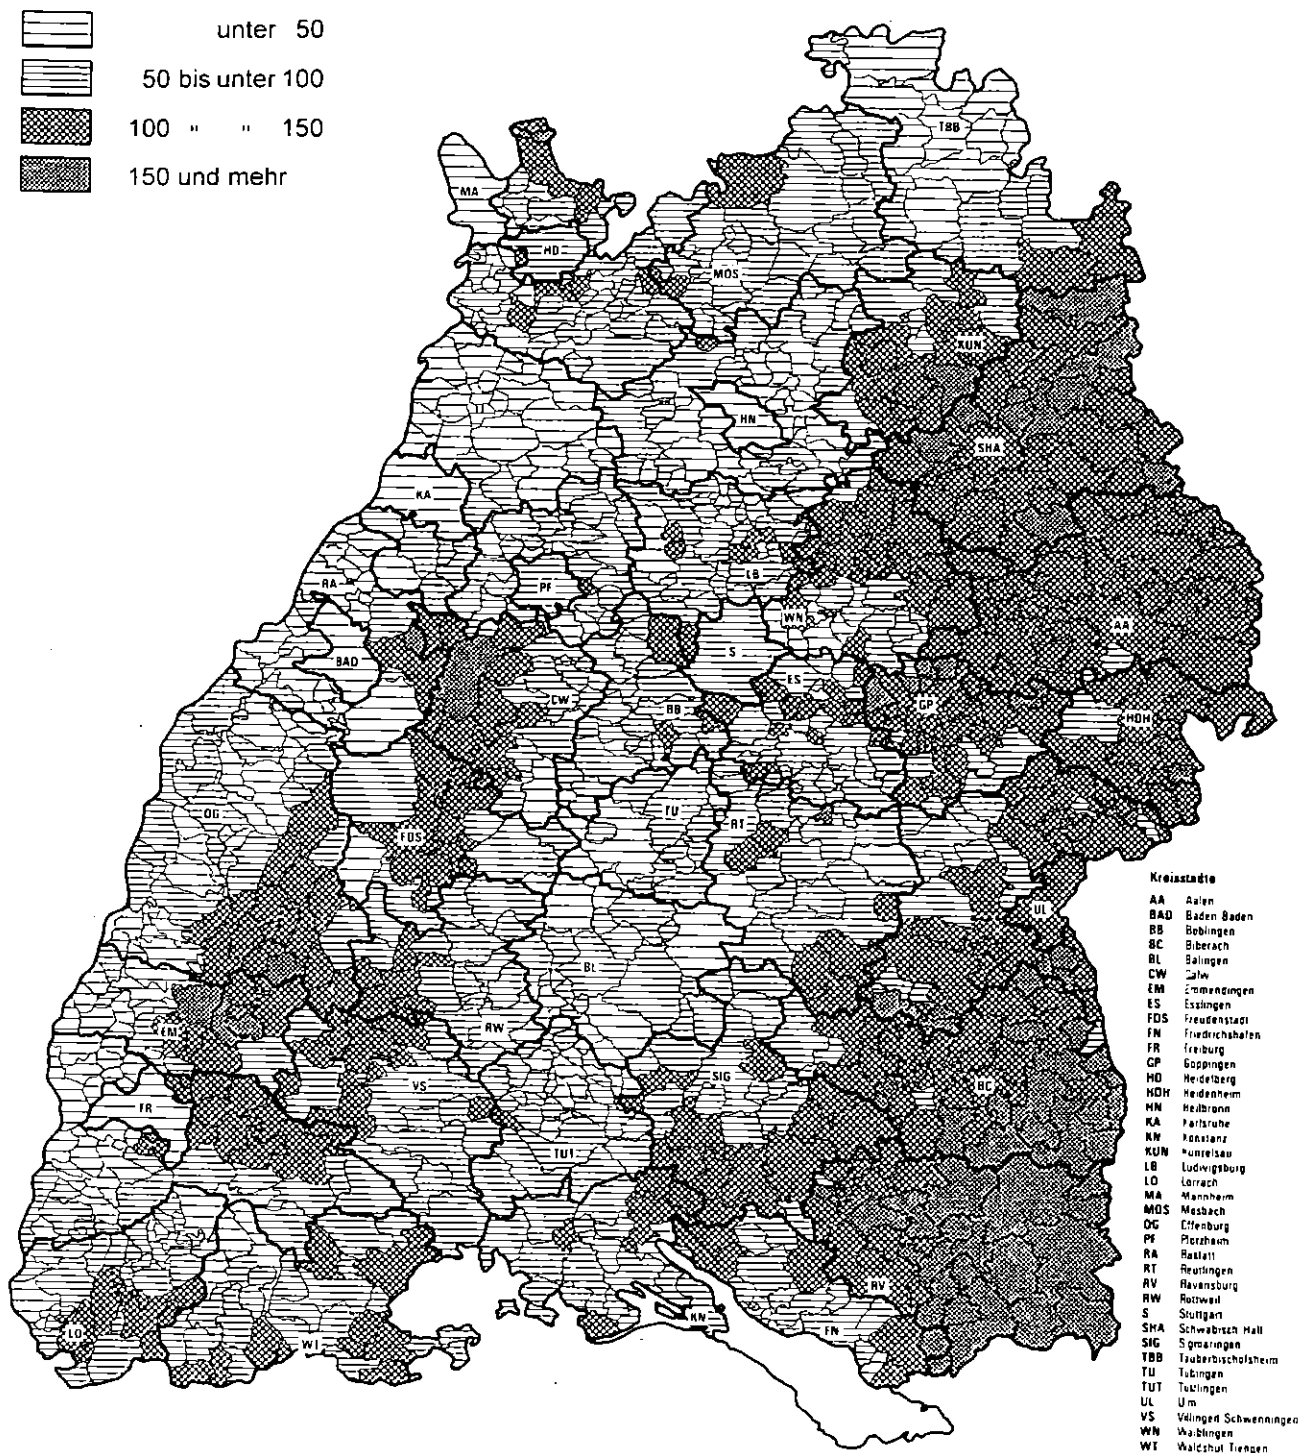 unter 50
50 bis unter 100
100 " " 150
150 und mehr
TBB
MA
HD
MOS
KUN
HN
SHA
KA
RA
PF
LB
WN
AA
BAD
S
ES
CW
BB
GP
HDH
OG
TU
RT
FDS
UL
BL
EM
RW
VS
SIG
BC
FR
TUT
RV
LO
WT
KN
FN
Kreisstädte
AA Aalen
BAD Baden Baden
BB Böblingen
BC Biberach
BL Balingen
CW Calw
EM Emmendingen
ES Esslingen
FDS Freudenstadt
FN Friedrichshafen
FR Freiburg
GP Göppingen
HD Heidelberg
HDH Heidenheim
HN Heilbronn
KA Karlsruhe
KN Konstanz
KUN Kunzelsau
LB Ludwigsburg
LO Lorrach
MA Mannheim
MOS Mosbach
OG Offenburg
PF Pforzheim
RA Rastatt
RT Reutlingen
RV Ravensburg
RW Rottweil
S Stuttgart
SHA Schwabisch Hall
SIG Sigmaringen
TBB Tauberbischofsheim
TU Tubingen
TUT Tuttlingen
UL Ulm
VS Villingen Schwenningen
WN Waiblingen
WT Waldshut Tiengen